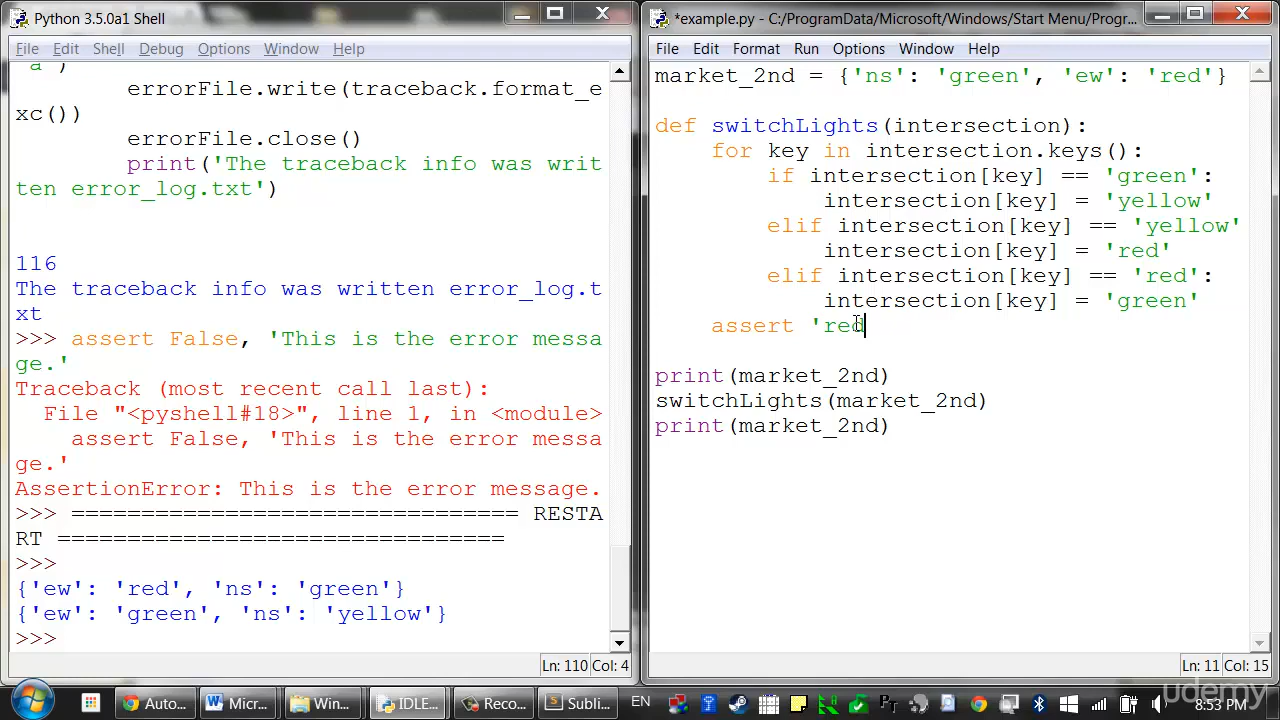 Python 3.5.0a1 Shell
File Edit Shell Debug Options Window Help
a')
errorFile.write(traceback.format_e
xc())
errorFile.close()
print('The traceback info was writ
ten error_log.txt')
116
The traceback info was written error_log.t
xt
>>> assert False, 'This is the error messa
ge.'
Traceback (most recent call last):
File "<pyshell#18>", line 1, in <module>
assert False, 'This is the error messa
ge.'
AssertionError: This is the error message.
>>> ================================ RESTA
RT ================================
>>>
{'ew': 'red', 'ns': 'green'}
{'ew': 'green', 'ns': 'yellow'}
>>>
Ln: 110 Col: 4
*example.py - C:/ProgramData/Microsoft/Windows/Start Menu/Progr...
File Edit Format Run Options Window Help
market_2nd = {'ns': 'green', 'ew': 'red'}
def switchLights(intersection):
for key in intersection.keys():
if intersection[key] == 'green':
intersection[key] = 'yellow'
elif intersection[key] == 'yellow'
intersection[key] = 'red'
elif intersection[key] == 'red':
intersection[key] = 'green'
assert 'red
print(market_2nd)
switchLights(market_2nd)
print(market_2nd)
Ln: 11 Col: 15
Auto... Micr... Win... IDLE... Reco... Subli... EN 8:53 PM
udemy